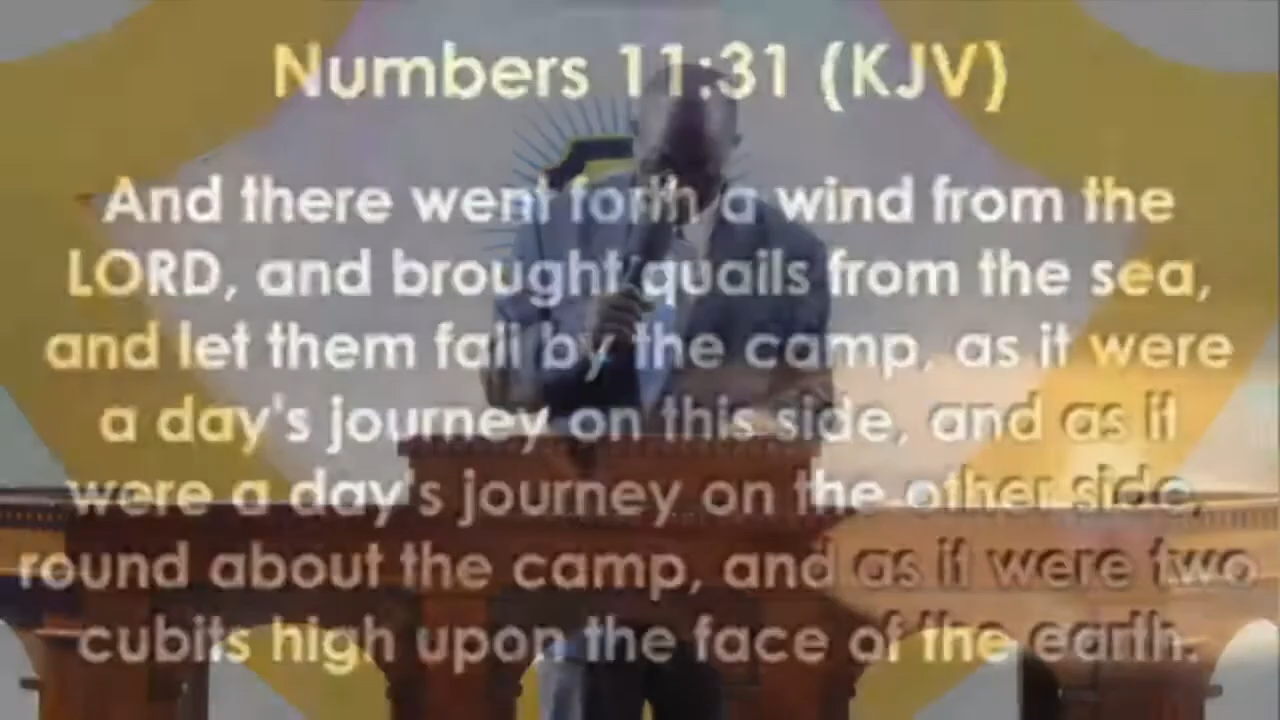 Numbers 11:31 (KJV)
And there went forth a wind from the
LORD, and brought quails from the sea,
and let them fall by the camp, as it were
a day's journey on this side, and as it
were a day's journey on the other side,
round about the camp, and as it were two
cubits high upon the face of the earth.